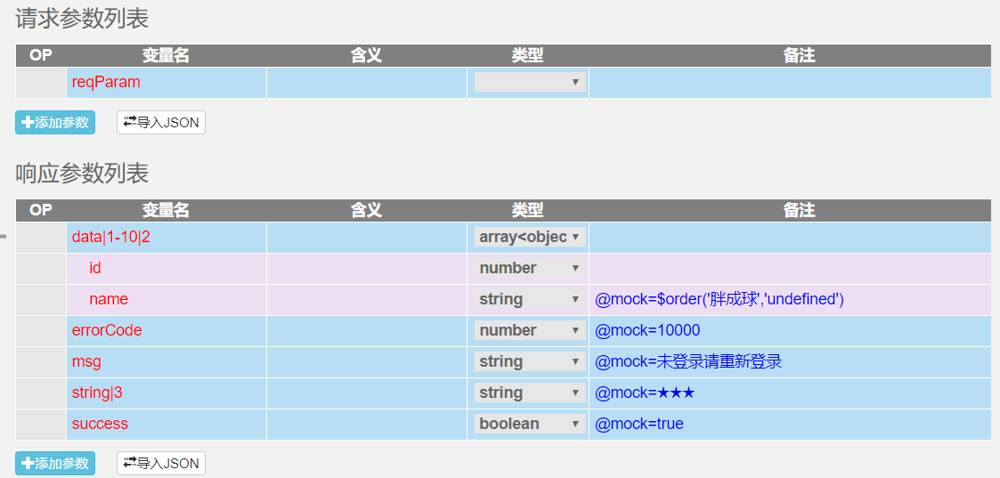 请求参数列表
OP 变量名 含义 类型 备注
reqParam
添加参数 导入JSON
响应参数列表
OP 变量名 含义 类型 备注
data|1-10|2 array<objec
id number
name string @mock=$order('胖成球','undefined')
errorCode number @mock=10000
msg string @mock=未登录请重新登录
string|3 string @mock=★★★
success boolean @mock=true
添加参数 导入JSON